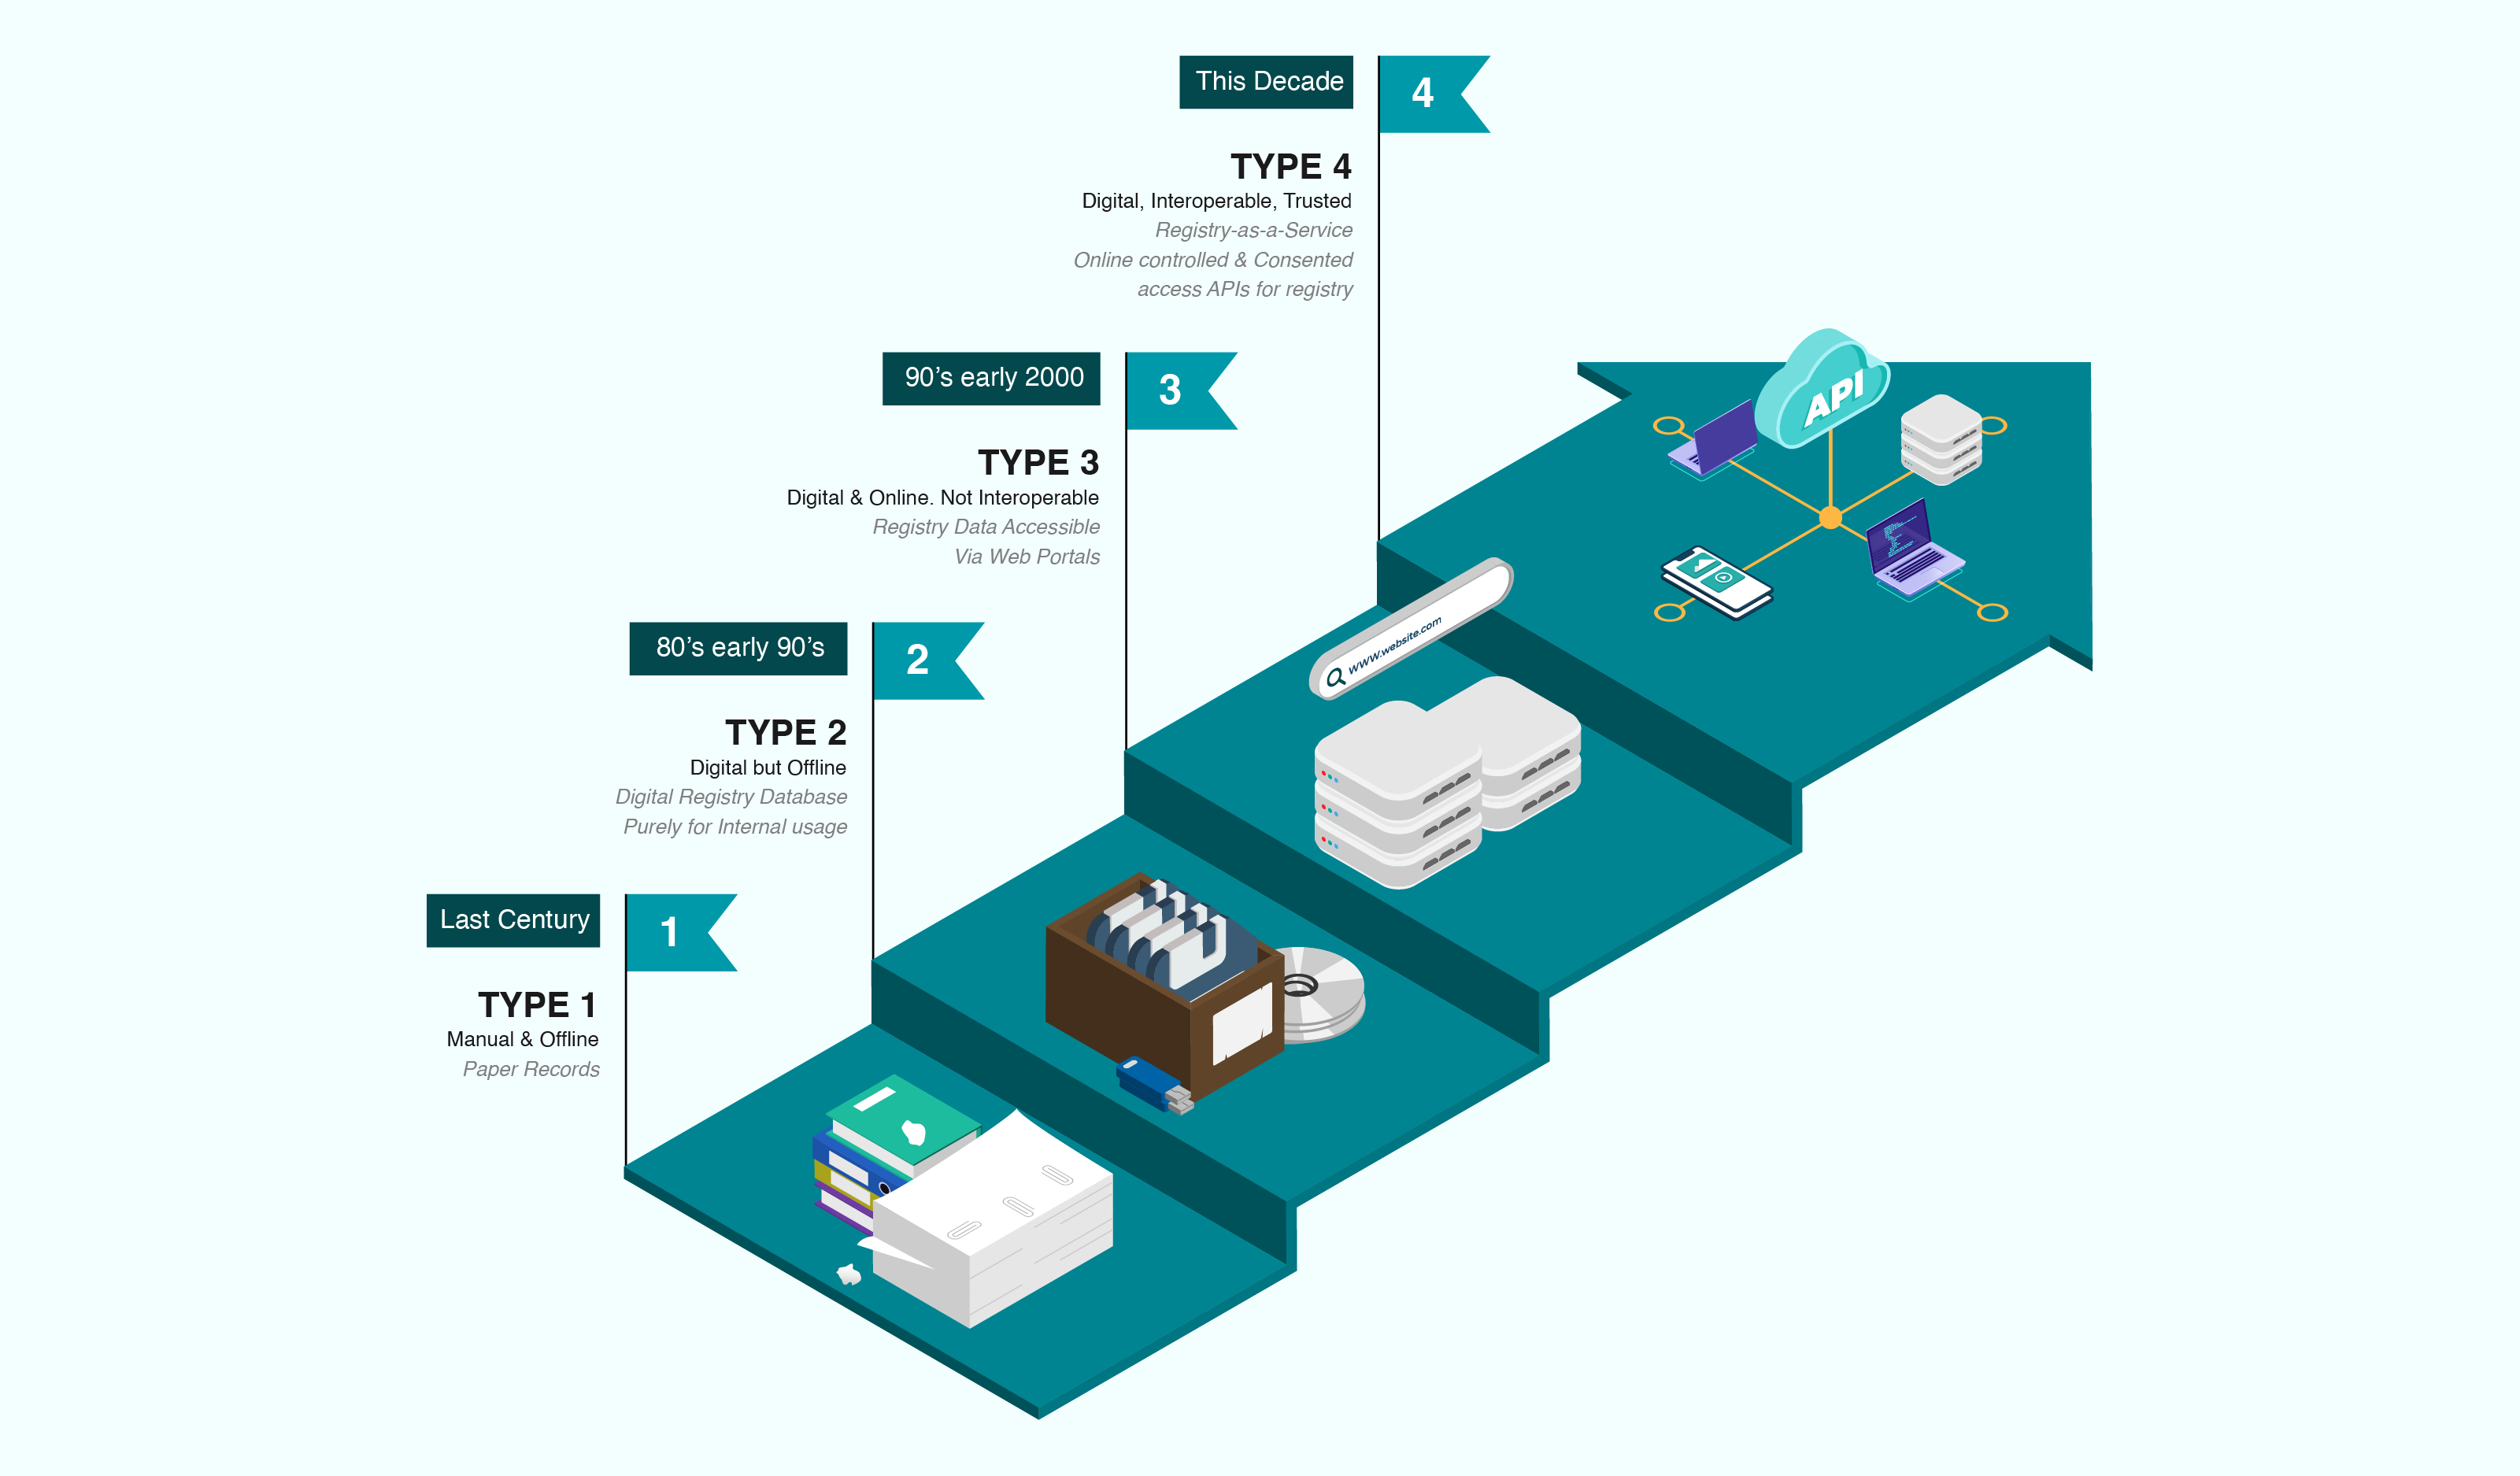 This Decade
4
TYPE 4
Digital, Interoperable, Trusted
Registry-as-a-Service
Online controlled & Consented
access APIs for registry
API
90’s early 2000
3
TYPE 3
Digital & Online. Not Interoperable
Registry Data Accessible
Via Web Portals
www.website.com
80’s early 90’s
2
TYPE 2
Digital but Offline
Digital Registry Database
Purely for Internal usage
Last Century
1
TYPE 1
Manual & Offline
Paper Records